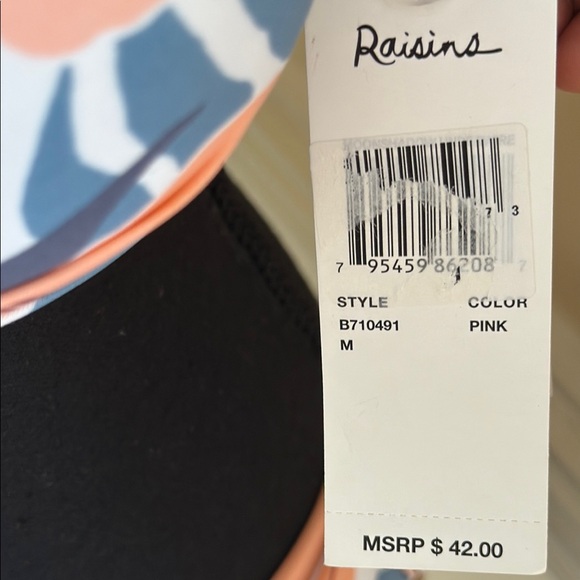 Raisins
7 3
7 95459 86208 7
STYLE COLOR
B710491 PINK
M
MSRP $ 42.00